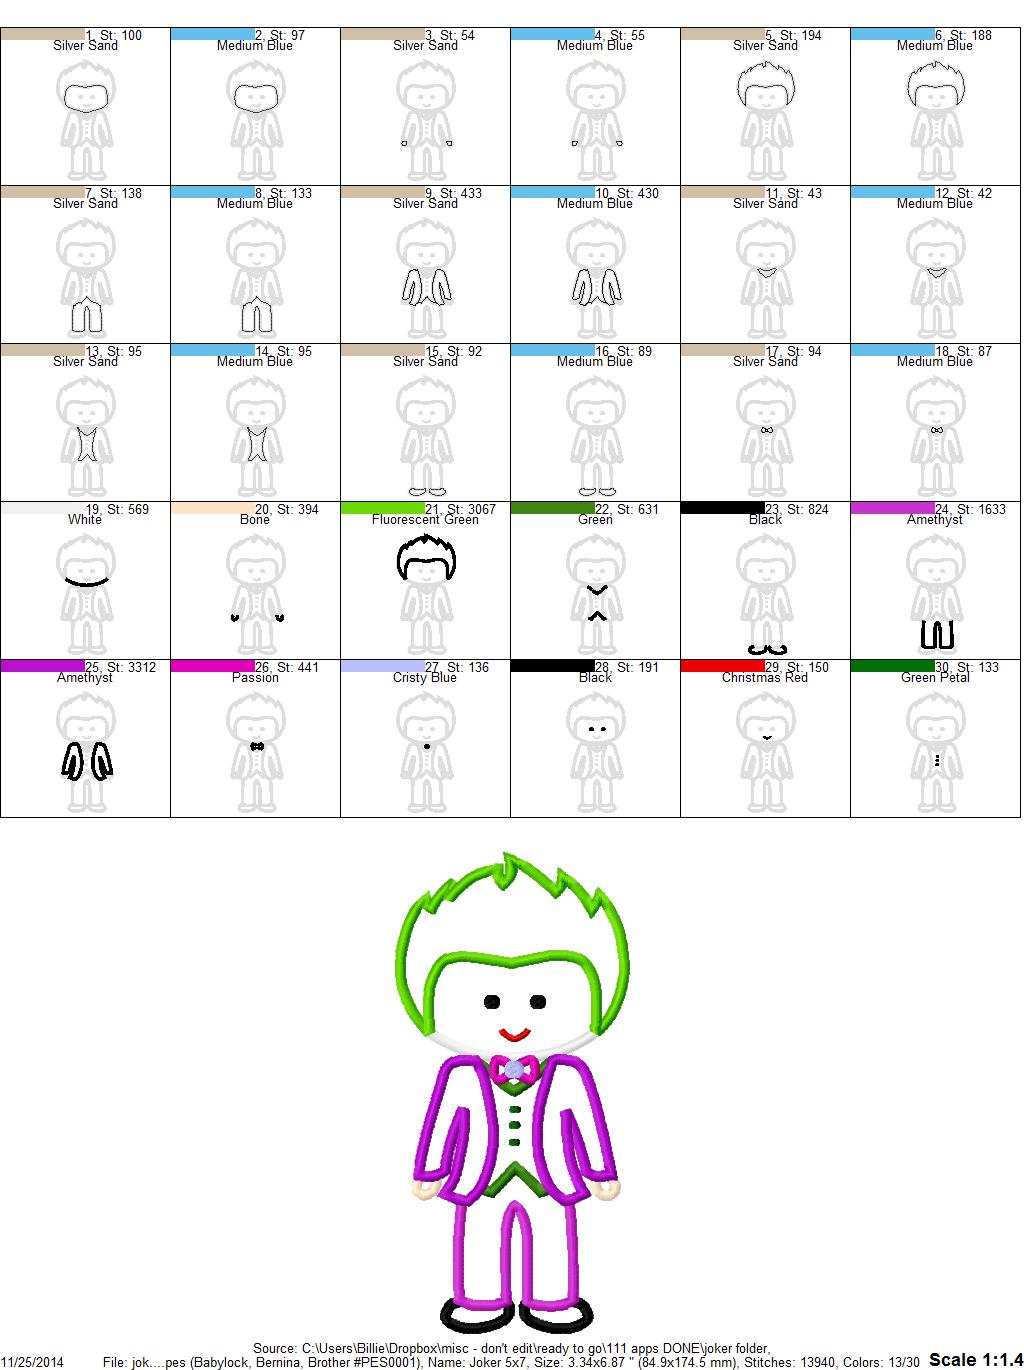 1, St: 100 2, St: 97 3, St: 54 4, St: 55 5, St: 194 6, St: 188
Silver Sand Medium Blue Silver Sand Medium Blue Silver Sand Medium Blue
7, St: 138 8, St: 133 9, St: 433 10, St: 430 11, St: 43 12, St: 42
Silver Sand Medium Blue Silver Sand Medium Blue Silver Sand Medium Blue
13, St: 95 14, St: 95 15, St: 92 16, St: 89 17, St: 94 18, St: 87
Silver Sand Medium Blue Silver Sand Medium Blue Silver Sand Medium Blue
19, St: 569 20, St: 394 21, St: 3067 22, St: 631 23, St: 824 24, St: 1633
White Bone Fluorescent Green Green Black Amethyst
25, St: 3312 26, St: 441 27, St: 136 28, St: 191 29, St: 150 30, St: 133
Amethyst Passion Cristy Blue Black Christmas Red Green Petal
Source: C:\Users\Billie\Dropbox\misc - don't edit\ready to go\111 apps DONE\joker folder,
11/25/2014 File: jok....pes (Babylock, Bernina, Brother #PES0001), Name: Joker 5x7, Size: 3.34x6.87 " (84.9x174.5 mm), Stitches: 13940, Colors: 13/30 Scale 1:1.4